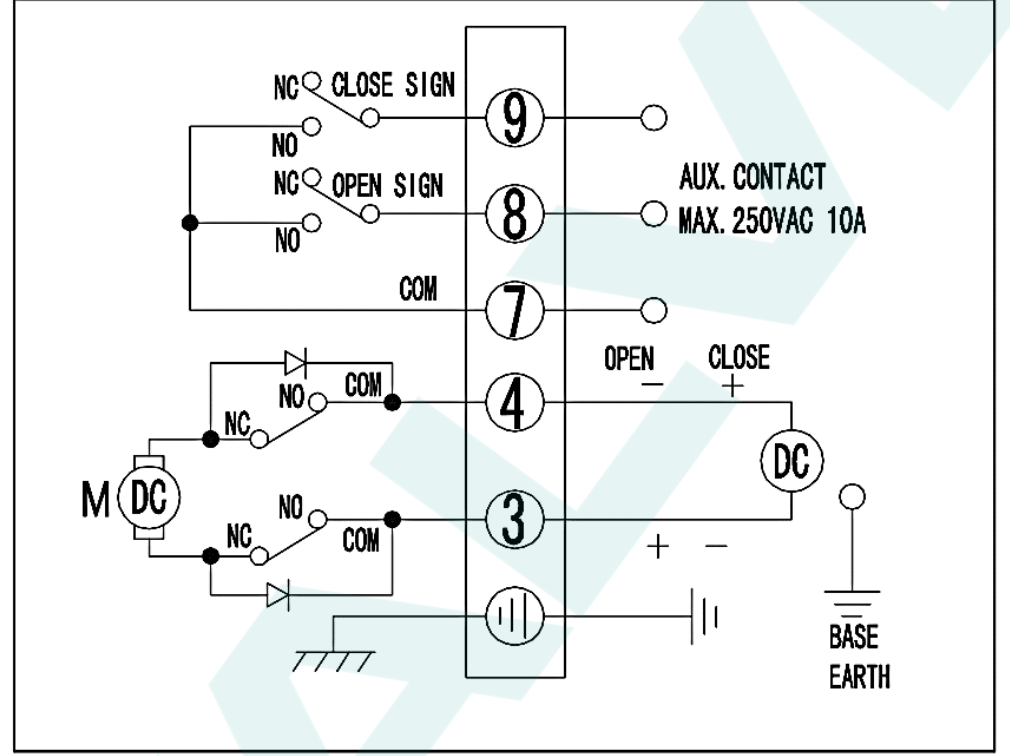 NC CLOSE SIGN
9
NO
NC OPEN SIGN
8
AUX. CONTACT
MAX. 250VAC 10A
NO
COM
7
OPEN CLOSE
− +
NO COM
4
NC
DC
M DC
NO
3
NC
COM
+ −
BASE
EARTH